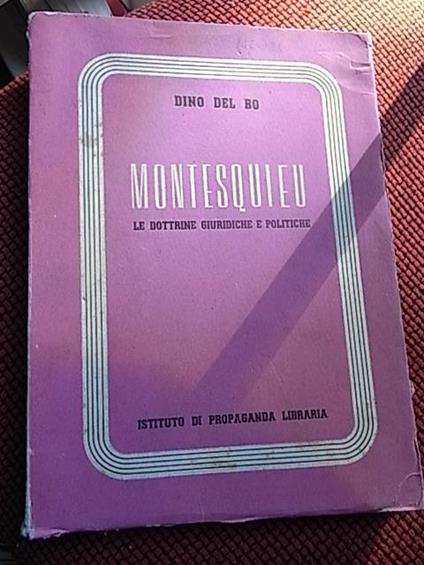 DINO DEL BO
MONTESQUIEU
LE DOTTRINE GIURIDICHE E POLITICHE
ISTITUTO DI PROPAGANDA LIBRARIA